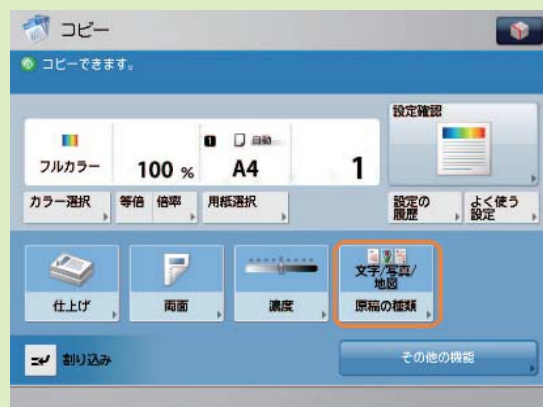 コピー
コピーできます。
設定確認
1 自動
フルカラー 100 % A4 1
カラー選択 等倍 倍率 用紙選択 設定の履歴 よく使う設定
文字/写真/
地図
仕上げ 両面 濃度 原稿の種類
割り込み その他の機能